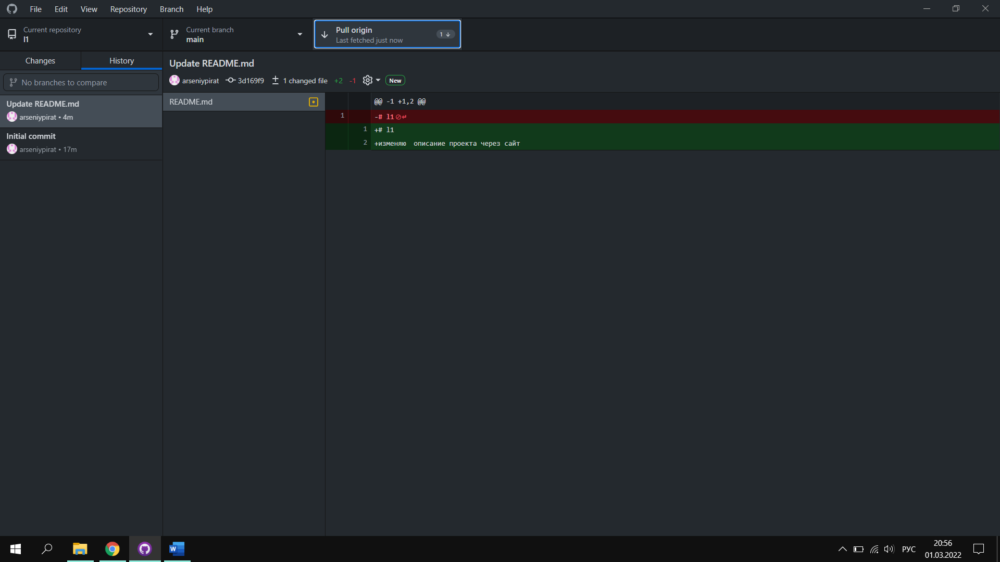 File Edit View Repository Branch Help
Current repository
l1
Current branch
main
Pull origin
Last fetched just now
1
Changes
History
No branches to compare
Update README.md
arseniypirat • 4m
Initial commit
arseniypirat • 17m
Update README.md
arseniypirat 3d169f9 1 changed file +2 -1 New
README.md
@@ -1 +1,2 @@
1 -# l1
1 +# l1
2 +изменяю  описание проекта через сайт
W
РУС
20:56
01.03.2022